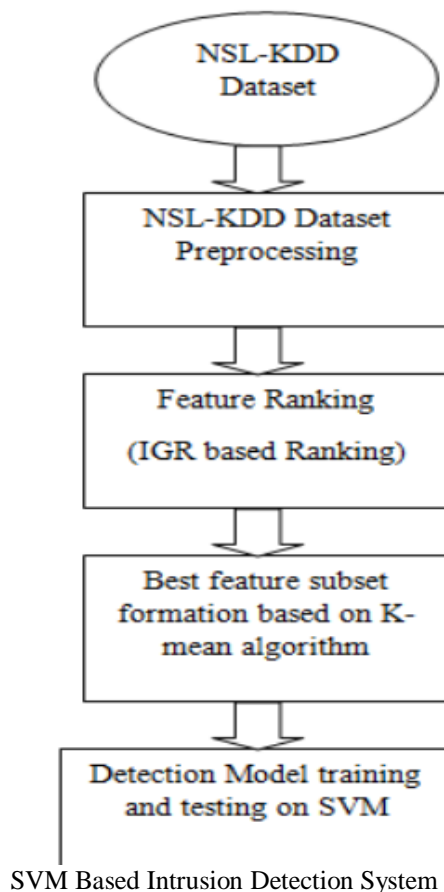 NSL-KDD
Dataset
NSL-KDD Dataset
Preprocessing
Feature Ranking
(IGR based Ranking)
Best feature subset
formation based on K-
mean algorithm
Detection Model training
and testing on SVM
SVM Based Intrusion Detection System